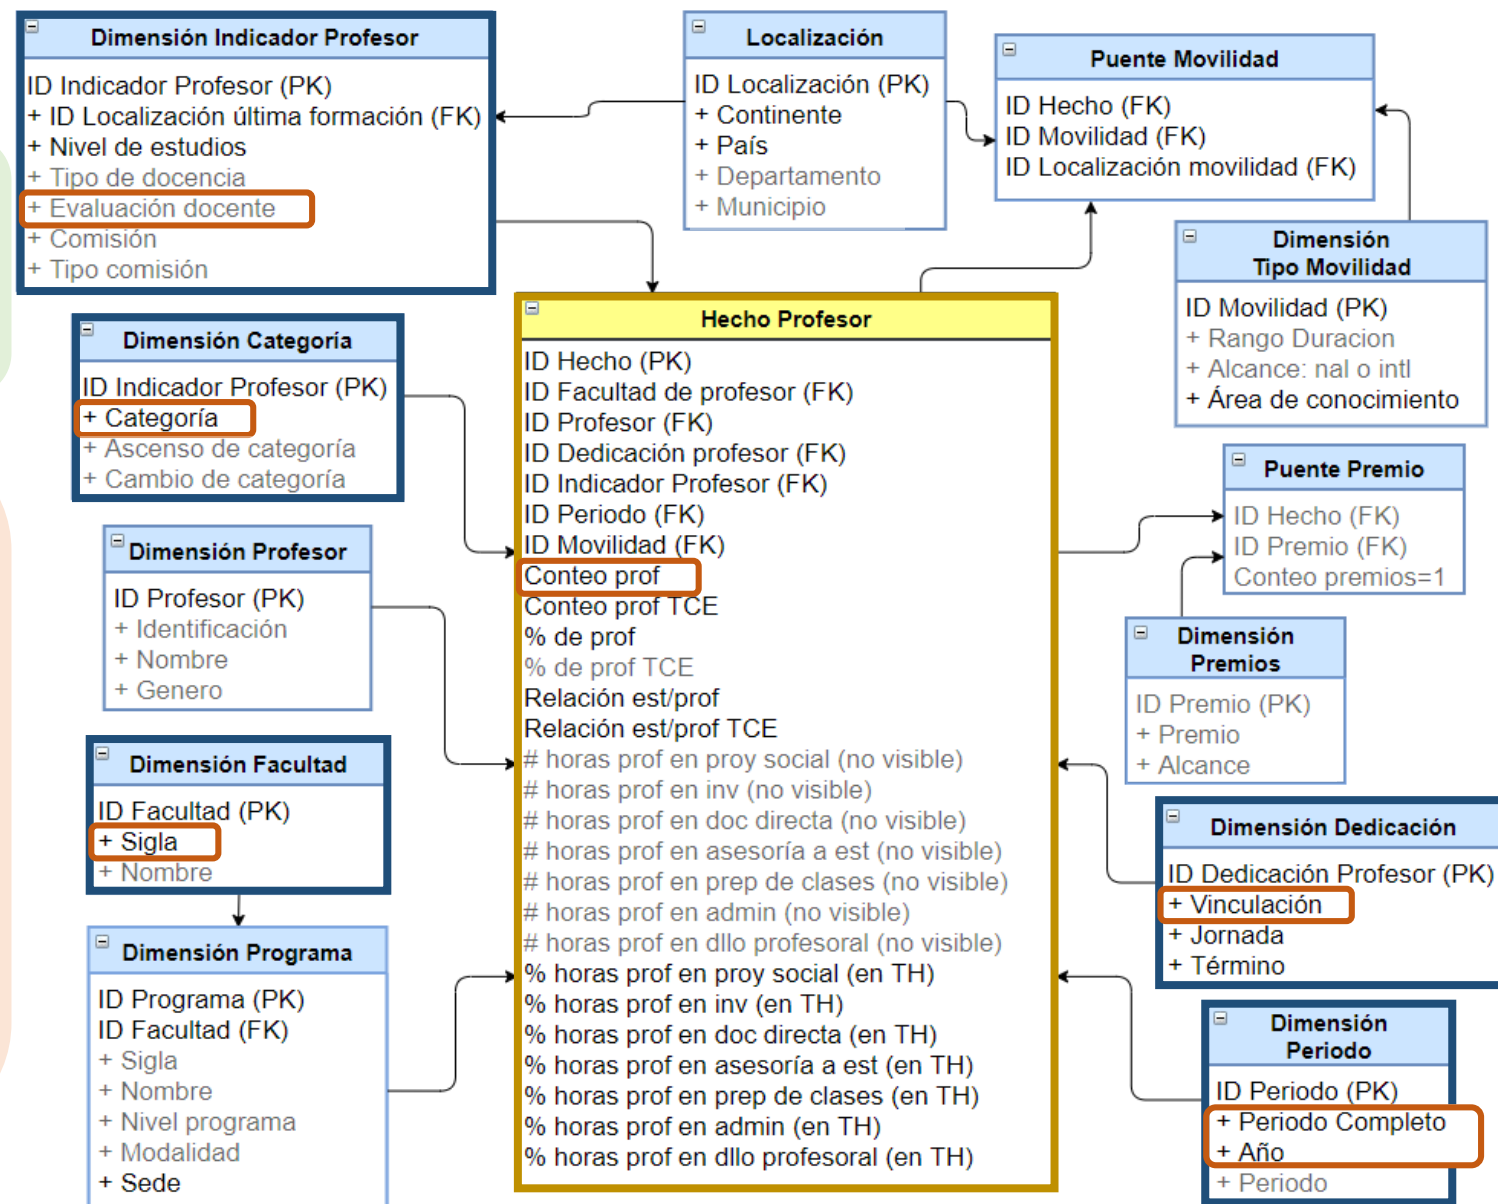 Dimensión Indicador Profesor
ID Indicador Profesor (PK)
+ ID Localización última formación (FK)
+ Nivel de estudios
+ Tipo de docencia
+ Evaluación docente
+ Comisión
+ Tipo comisión
Localización
ID Localización (PK)
+ Continente
+ País
+ Departamento
+ Municipio
Puente Movilidad
ID Hecho (FK)
ID Movilidad (FK)
ID Localización movilidad (FK)
Dimensión
Tipo Movilidad
ID Movilidad (PK)
+ Rango Duracion
+ Alcance: nal o intl
+ Área de conocimiento
Dimensión Categoría
ID Indicador Profesor (PK)
+ Categoría
+ Ascenso de categoría
+ Cambio de categoría
Dimensión Profesor
ID Profesor (PK)
+ Identificación
+ Nombre
+ Genero
Dimensión Facultad
ID Facultad (PK)
+ Sigla
+ Nombre
Dimensión Programa
ID Programa (PK)
ID Facultad (FK)
+ Sigla
+ Nombre
+ Nivel programa
+ Modalidad
+ Sede
Hecho Profesor
ID Hecho (PK)
ID Facultad de profesor (FK)
ID Profesor (FK)
ID Dedicación profesor (FK)
ID Indicador Profesor (FK)
ID Periodo (FK)
ID Movilidad (FK)
Conteo prof
Conteo prof TCE
% de prof
% de prof TCE
Relación est/prof
Relación est/prof TCE
# horas prof en proy social (no visible)
# horas prof en inv (no visible)
# horas prof en doc directa (no visible)
# horas prof en asesoría a est (no visible)
# horas prof en prep de clases (no visible)
# horas prof en admin (no visible)
# horas prof en dllo profesoral (no visible)
% horas prof en proy social (en TH)
% horas prof en inv (en TH)
% horas prof en doc directa (en TH)
% horas prof en asesoría a est (en TH)
% horas prof en prep de clases (en TH)
% horas prof en admin (en TH)
% horas prof en dllo profesoral (en TH)
Puente Premio
ID Hecho (FK)
ID Premio (FK)
Conteo premios=1
Dimensión
Premios
ID Premio (PK)
+ Premio
+ Alcance
Dimensión Dedicación
ID Dedicación Profesor (PK)
+ Vinculación
+ Jornada
+ Término
Dimensión
Periodo
ID Periodo (PK)
+ Periodo Completo
+ Año
+ Periodo